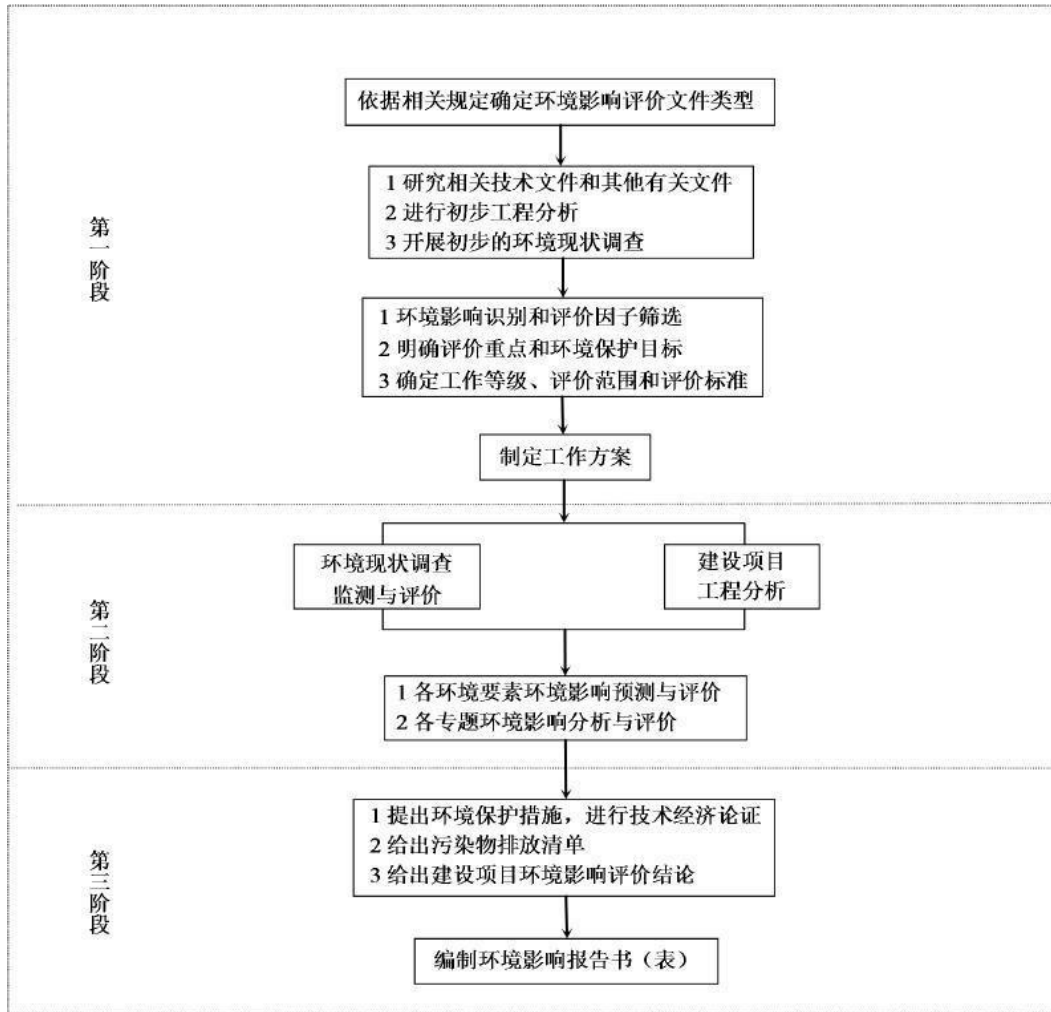 依据相关规定确定环境影响评价文件类型
1 研究相关技术文件和其他有关文件
2 进行初步工程分析
3 开展初步的环境现状调查
第一阶段
1 环境影响识别和评价因子筛选
2 明确评价重点和环境保护目标
3 确定工作等级、评价范围和评价标准
制定工作方案
环境现状调查
监测与评价
建设项目
工程分析
第二阶段
1 各环境要素环境影响预测与评价
2 各专题环境影响分析与评价
1 提出环境保护措施，进行技术经济论证
2 给出污染物排放清单
3 给出建设项目环境影响评价结论
第三阶段
编制环境影响报告书（表）